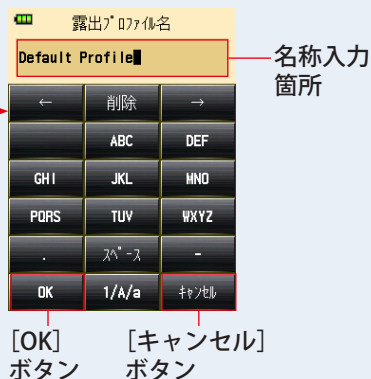 露出プロファイル名
Default Profile
名称入力
箇所
← 削除 →
ABC DEF
GHI JKL MNO
PQRS TUV WXYZ
. スペース -
OK 1/A/a キャンセル
[OK]
ボタン
[キャンセル]
ボタン